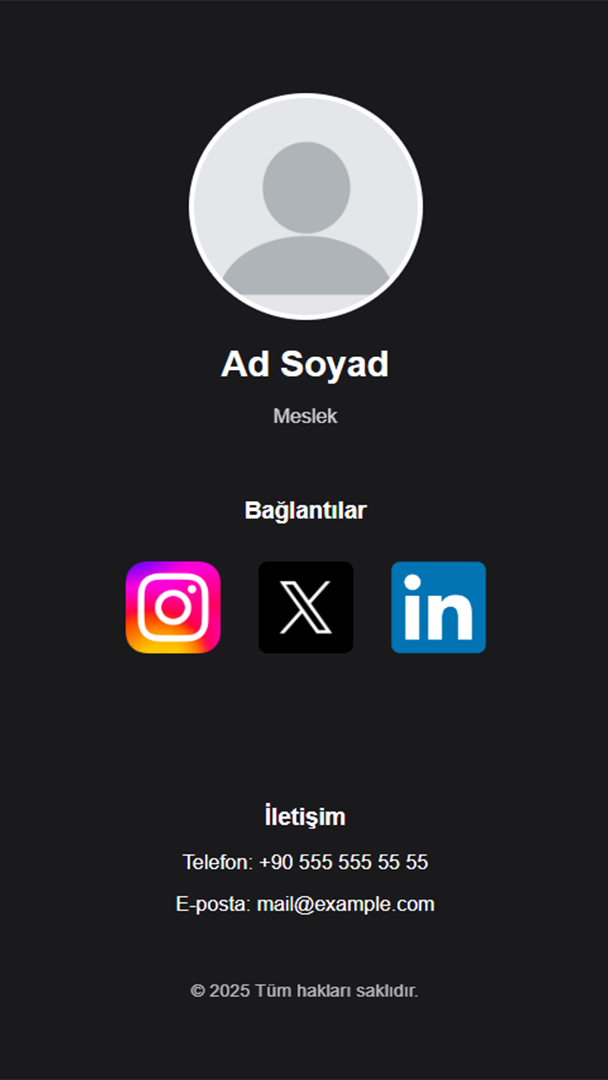 Ad Soyad
Meslek
Bağlantılar
X
in
İletişim
Telefon: +90 555 555 55 55
E-posta: mail@example.com
© 2025 Tüm hakları saklıdır.